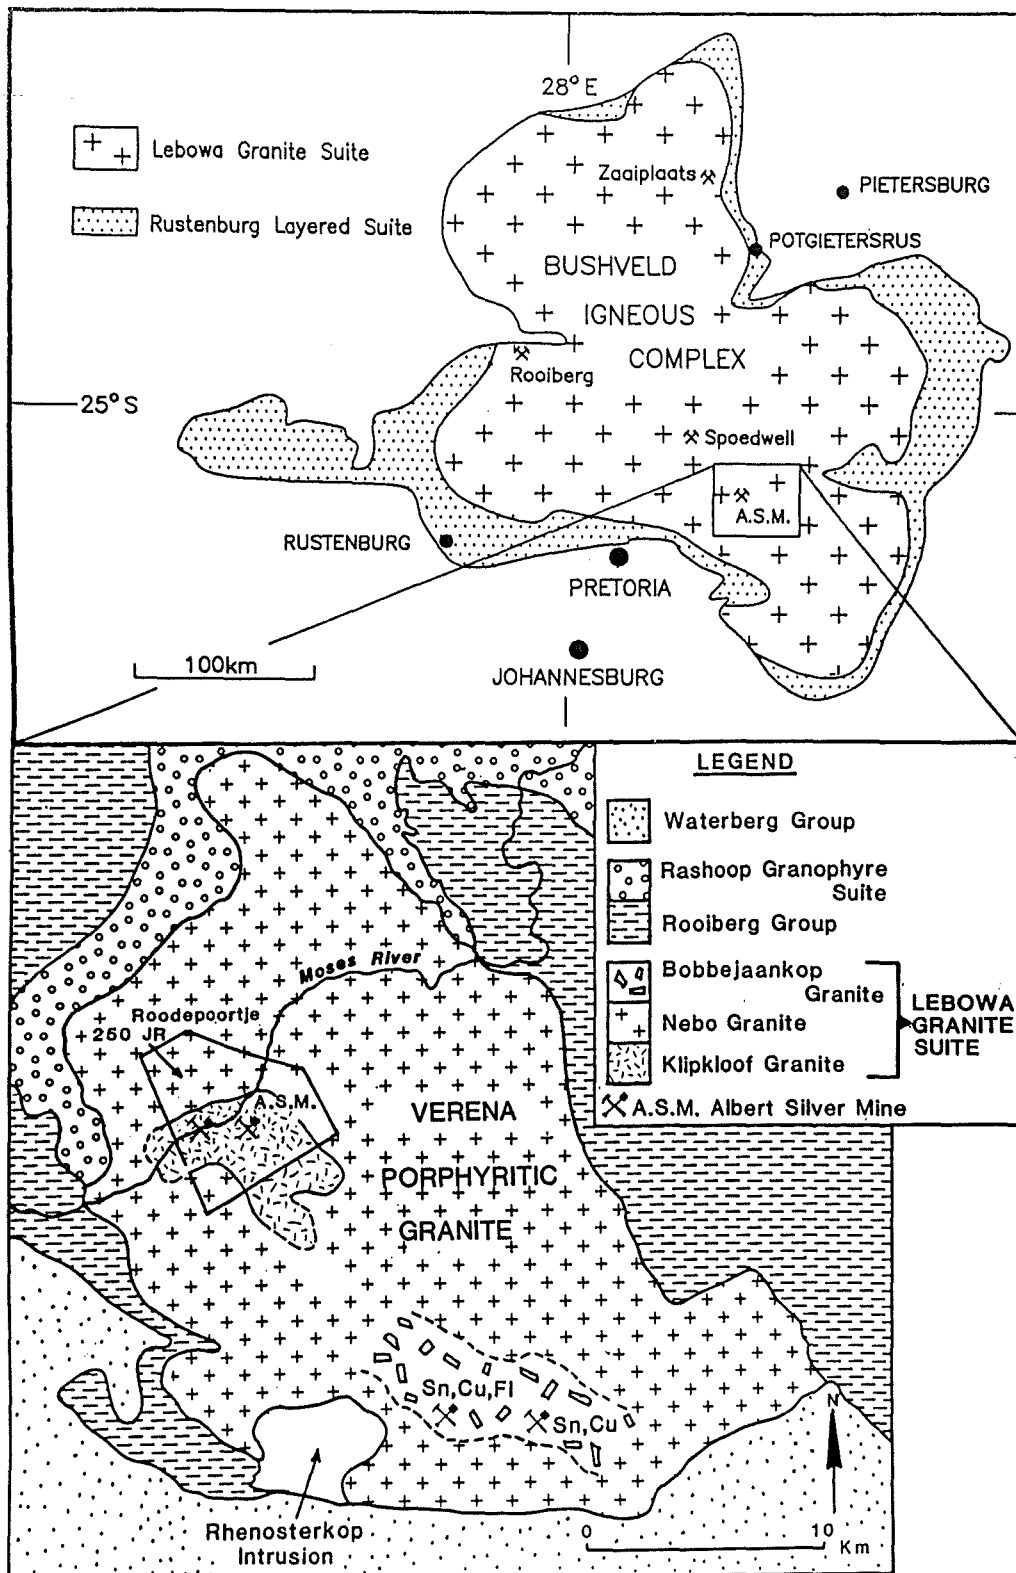 28° E
Lebowa Granite Suite
Zaaiplaats
PIETERSBURG
Rustenburg Layered Suite
POTGIETERSRUS
BUSHVELD
IGNEOUS
COMPLEX
Rooiberg
25° S
Spoedwell
A.S.M.
RUSTENBURG
PRETORIA
100km
JOHANNESBURG
LEGEND
Waterberg Group
Rashoop Granophyre
Suite
Rooiberg Group
Bobbejaankop
Granite
Nebo Granite
Klipkloof Granite
LEBOWA
GRANITE
SUITE
A.S.M. Albert Silver Mine
Moses River
Roodepoortje
250 JR
A.S.M.
VERENA
PORPHYRITIC
GRANITE
Sn,Cu,Fl
Sn,Cu
N
Rhenosterkop
Intrusion
0 10
Km